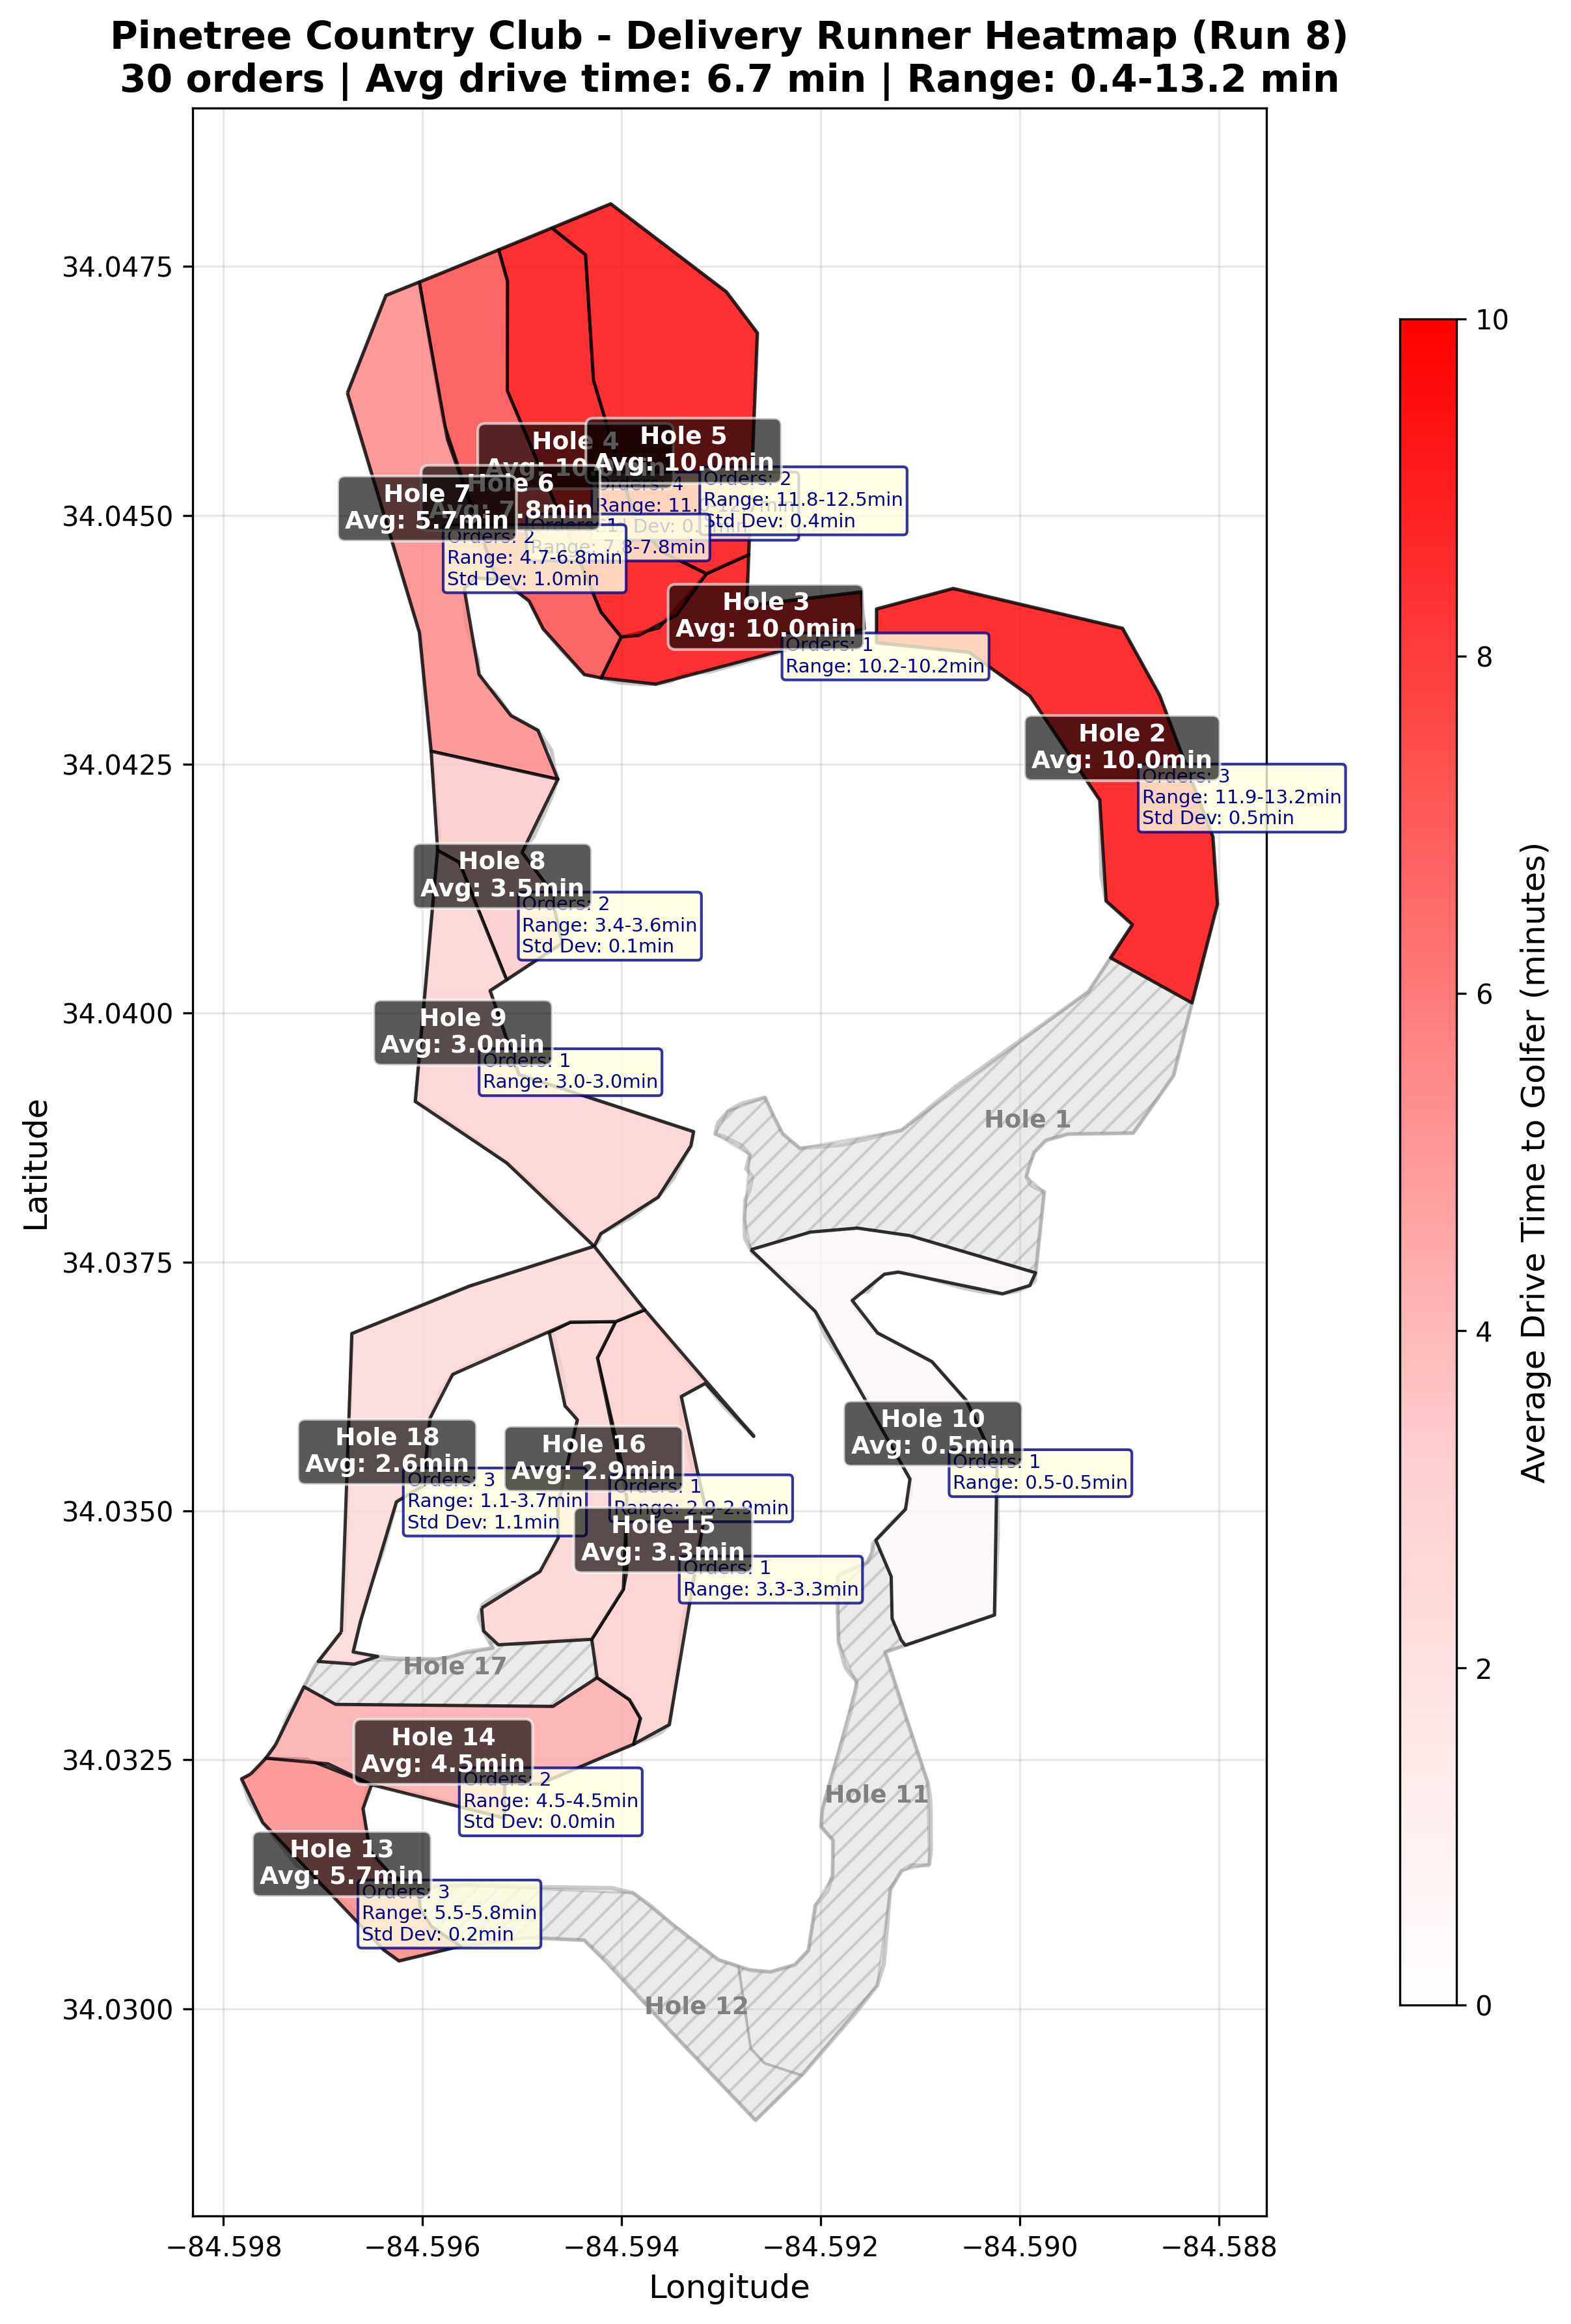 Pinetree Country Club - Delivery Runner Heatmap (Run 8)
30 orders | Avg drive time: 6.7 min | Range: 0.4-13.2 min
34.0475
34.0450
34.0425
34.0400
34.0375
34.0350
34.0325
34.0300
Latitude
−84.598
−84.596
−84.594
−84.592
−84.590
−84.588
Longitude
Hole 4
Avg: 10.
Orders: 4
Range: 11.
Dev:
Hole 5
Avg: 10.0min
Orders: 2
Range: 11.8-12.5min
Std Dev: 0.4min
Hole 6
7.8min
Orders: 1
Range: 7.8-7.8min
Hole 7
Avg: 5.7min
Orders: 2
Range: 4.7-6.8min
Std Dev: 1.0min
Hole 3
Avg: 10.0min
Orders: 1
Range: 10.2-10.2min
Hole 2
Avg: 10.0min
Orders: 3
Range: 11.9-13.2min
Std Dev: 0.5min
Hole 8
Avg: 3.5min
Orders: 2
Range: 3.4-3.6min
Std Dev: 0.1min
Hole 9
Avg: 3.0min
Orders: 1
Range: 3.0-3.0min
Hole 1
Hole 10
Avg: 0.5min
Orders: 1
Range: 0.5-0.5min
Hole 18
Avg: 2.6min
Orders: 3
Range: 1.1-3.7min
Std Dev: 1.1min
Hole 16
Avg: 2.9min
Orders: 1
Range: 2.9-2.9min
Hole 15
Avg: 3.3min
Orders: 1
Range: 3.3-3.3min
Hole 17
Hole 14
Avg: 4.5min
Orders: 2
Range: 4.5-4.5min
Std Dev: 0.0min
Hole 11
Hole 13
Avg: 5.7min
Orders: 3
Range: 5.5-5.8min
Std Dev: 0.2min
Hole 12
10
8
6
4
2
0
Average Drive Time to Golfer (minutes)